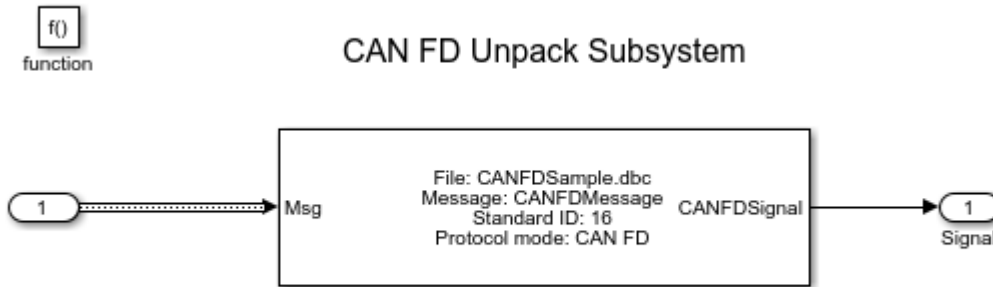 f()
function
CAN FD Unpack Subsystem
1
Msg
File: CANFDSample.dbc
Message: CANFDMessage
Standard ID: 16
Protocol mode: CAN FD
CANFDSignal
1
Signal